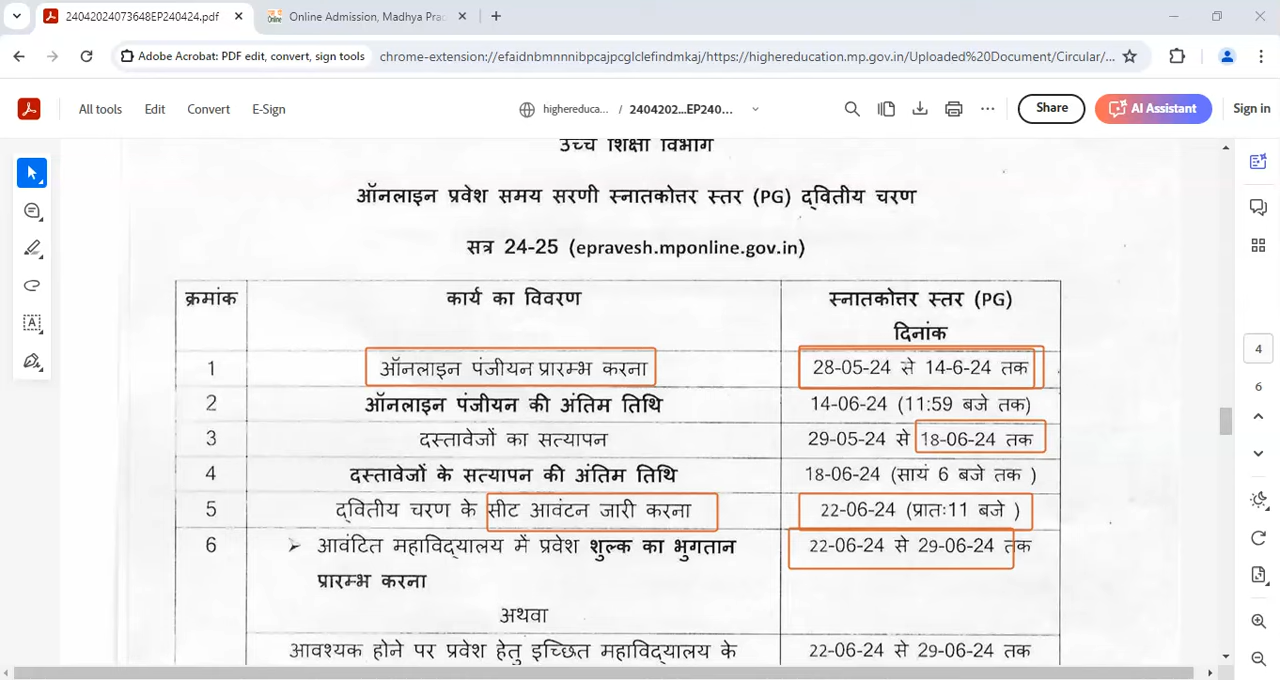 24042024073648EP240424.pdf
Online Admission, Madhya Prac
Adobe Acrobat: PDF edit, convert, sign tools
chrome-extension://efaidnbmnnnibpcajpcglclefindmkaj/https://highereducation.mp.gov.in/Uploaded%20Document/Circular/...
All tools Edit Convert E-Sign
highereduca... / 2404202...EP240...
Share
AI Assistant
Sign in
उच्च शिक्षा विभाग
ऑनलाइन प्रवेश समय सारणी स्नातकोत्तर स्तर (PG) द्वितीय चरण
सत्र 24-25 (epravesh.mponline.gov.in)
क्रमांक कार्य का विवरण स्नातकोत्तर स्तर (PG)
दिनांक
1 ऑनलाइन पंजीयन प्रारम्भ करना 28-05-24 से 14-6-24 तक
2 ऑनलाइन पंजीयन की अंतिम तिथि 14-06-24 (11:59 बजे तक)
3 दस्तावेजों का सत्यापन 29-05-24 से 18-06-24 तक
4 दस्तावेजों के सत्यापन की अंतिम तिथि 18-06-24 (सायं 6 बजे तक )
5 द्वितीय चरण के सीट आवंटन जारी करना 22-06-24 (प्रातः11 बजे )
6 ➢ आवंटित महाविद्यालय में प्रवेश शुल्क का भुगतान 22-06-24 से 29-06-24 तक
प्रारम्भ करना
अथवा
आवश्यक होने पर प्रवेश हेतु इच्छित महाविद्यालय के 22-06-24 से 29-06-24 तक
4
6